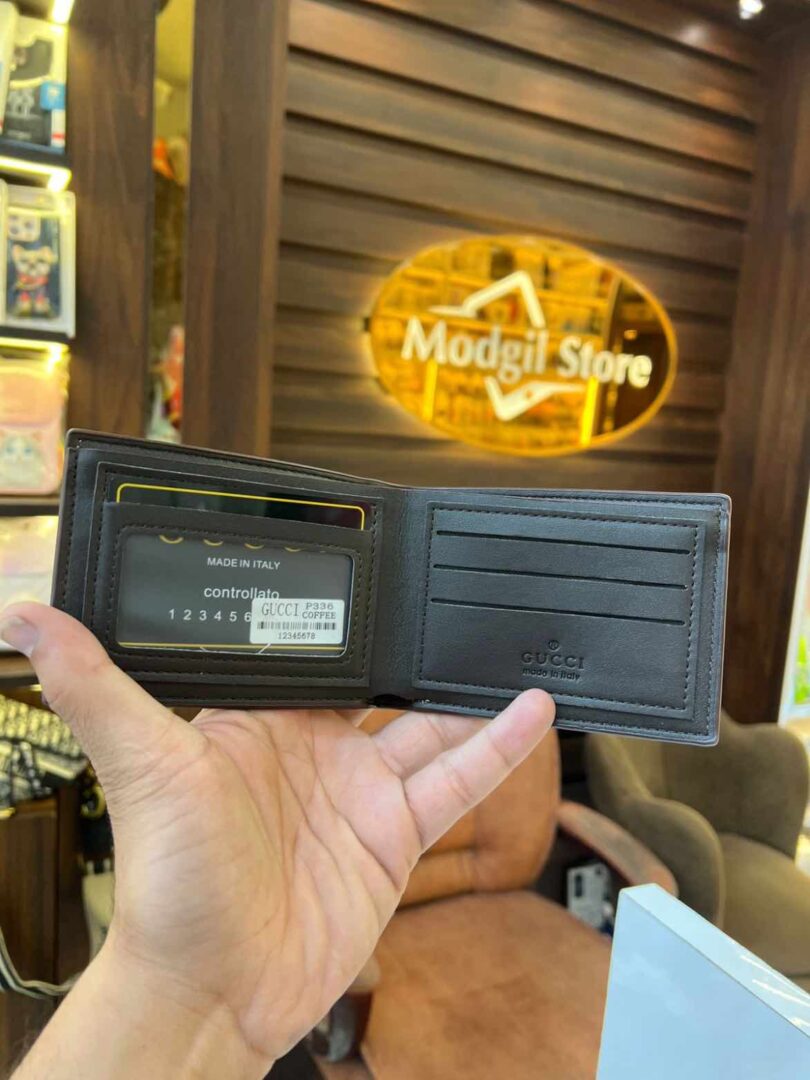 Modgil Store
MADE IN ITALY
controllato
1 2 3 4 5 6
GUCCI P336
COFFEE
12345678
GUCCI
made in italy